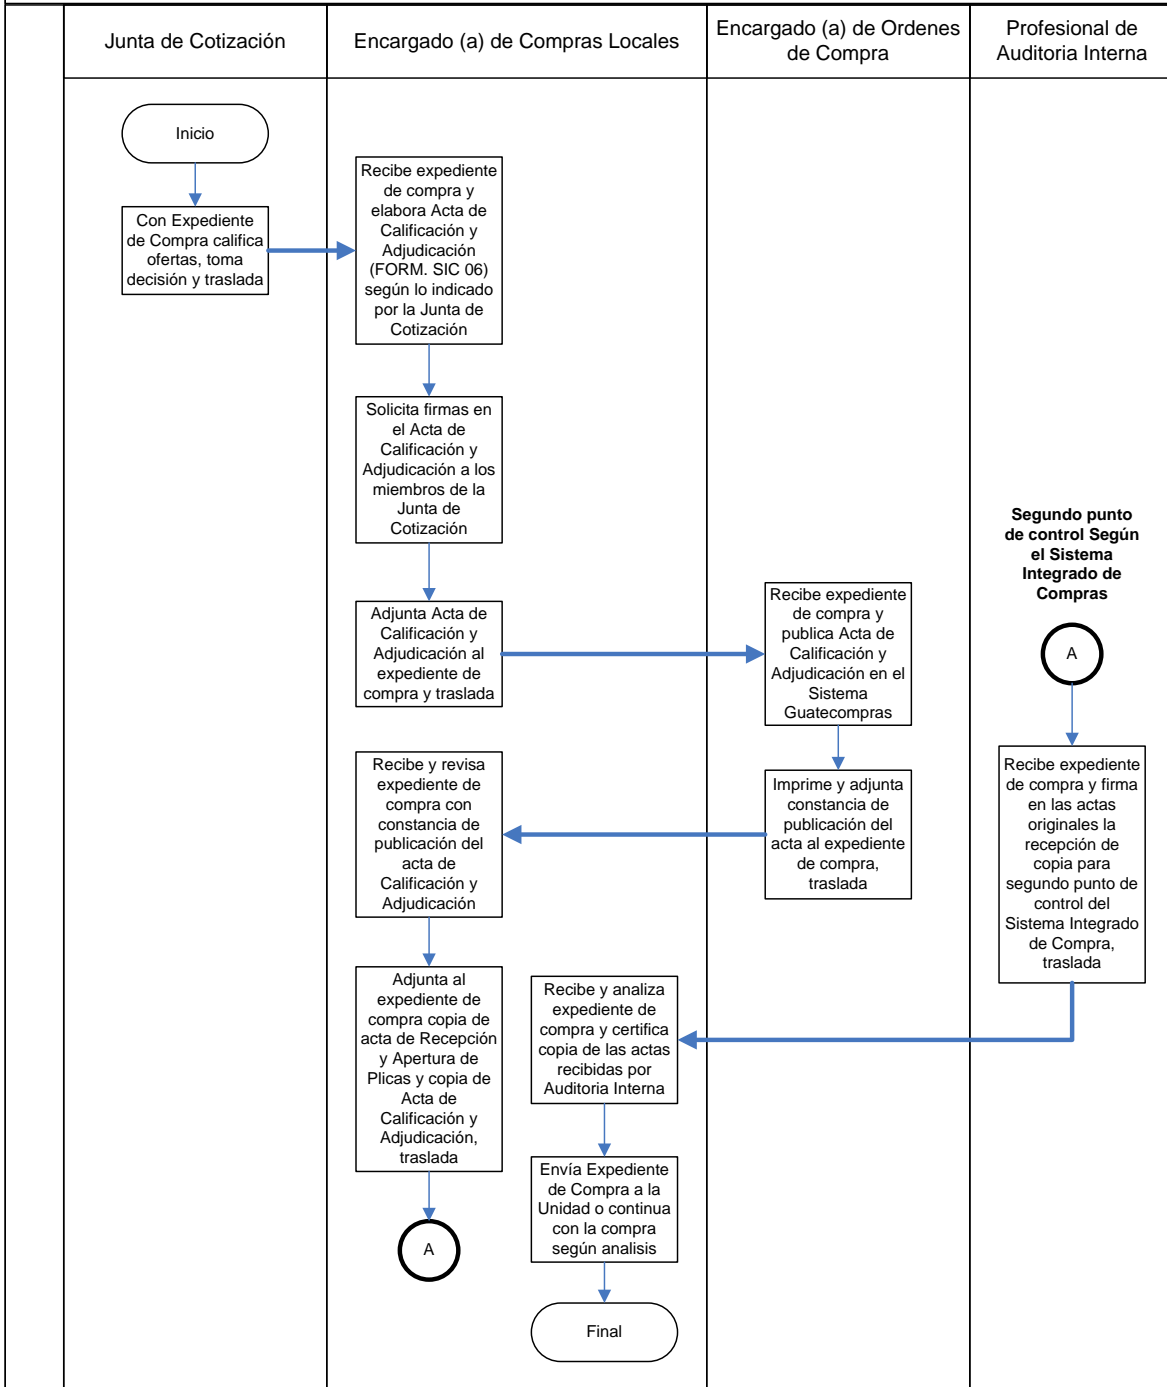 Junta de Cotización
Encargado (a) de Compras Locales
Encargado (a) de Ordenes
de Compra
Profesional de
Auditoria Interna
Inicio
Con Expediente
de Compra califica
ofertas, toma
decisión y traslada
Recibe expediente
de compra y
elabora Acta de
Calificación y
Adjudicación
(FORM. SIC 06)
según lo indicado
por la Junta de
Cotización
Solicita firmas en
el Acta de
Calificación y
Adjudicación a los
miembros de la
Junta de
Cotización
Adjunta Acta de
Calificación y
Adjudicación al
expediente de
compra y traslada
Recibe expediente
de compra y
publica Acta de
Calificación y
Adjudicación en el
Sistema
Guatecompras
Imprime y adjunta
constancia de
publicación del
acta al expediente
de compra,
traslada
Recibe y revisa
expediente de
compra con
constancia de
publicación del
acta de
Calificación y
Adjudicación
Adjunta al
expediente de
compra copia de
acta de Recepción
y Apertura de
Plicas y copia de
Acta de
Calificación y
Adjudicación,
traslada
A
Segundo punto
de control Según
el Sistema
Integrado de
Compras
A
Recibe expediente
de compra y firma
en las actas
originales la
recepción de
copia para
segundo punto de
control del
Sistema Integrado
de Compra,
traslada
Recibe y analiza
expediente de
compra y certifica
copia de las actas
recibidas por
Auditoria Interna
Envía Expediente
de Compra a la
Unidad o continua
con la compra
según analisis
Final